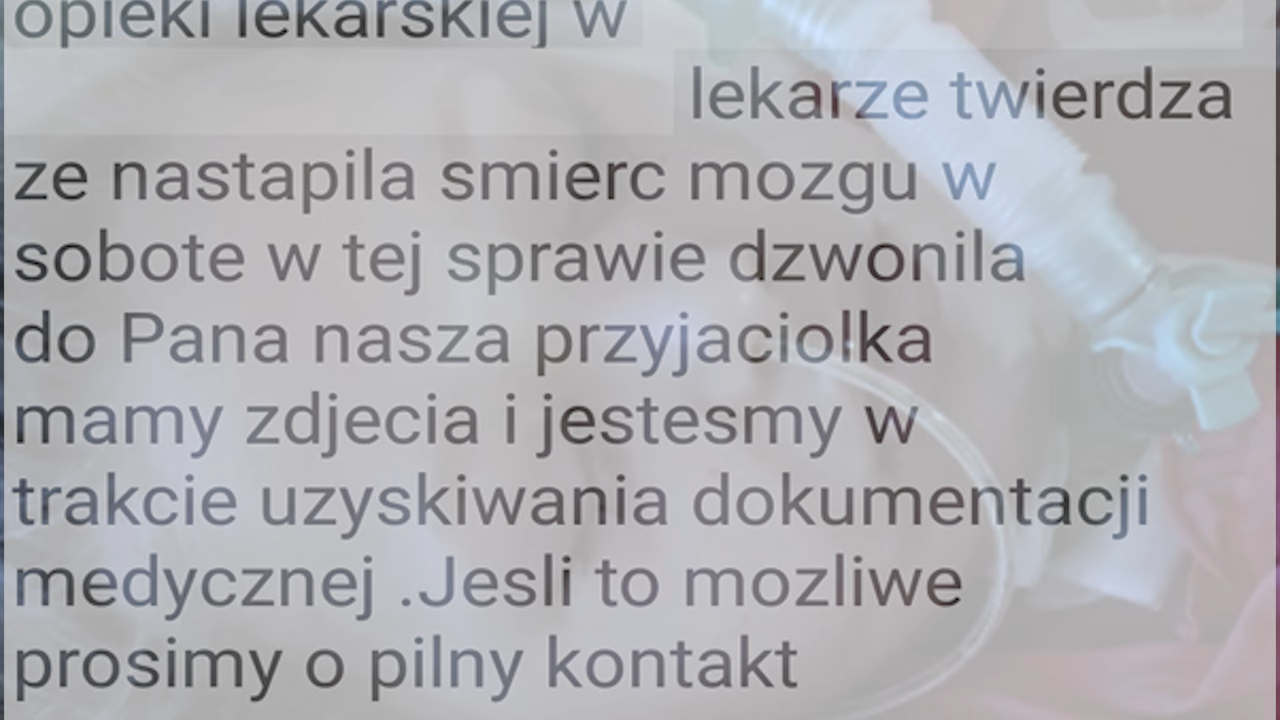 opieki lekarskiej w
lekarze twierdza
ze nastapila smierc mozgu w
sobote w tej sprawie dzwonila
do Pana nasza przyjaciolka
mamy zdjecia i jestesmy w
trakcie uzyskiwania dokumentacji
medycznej .Jesli to mozliwe
prosimy o pilny kontakt